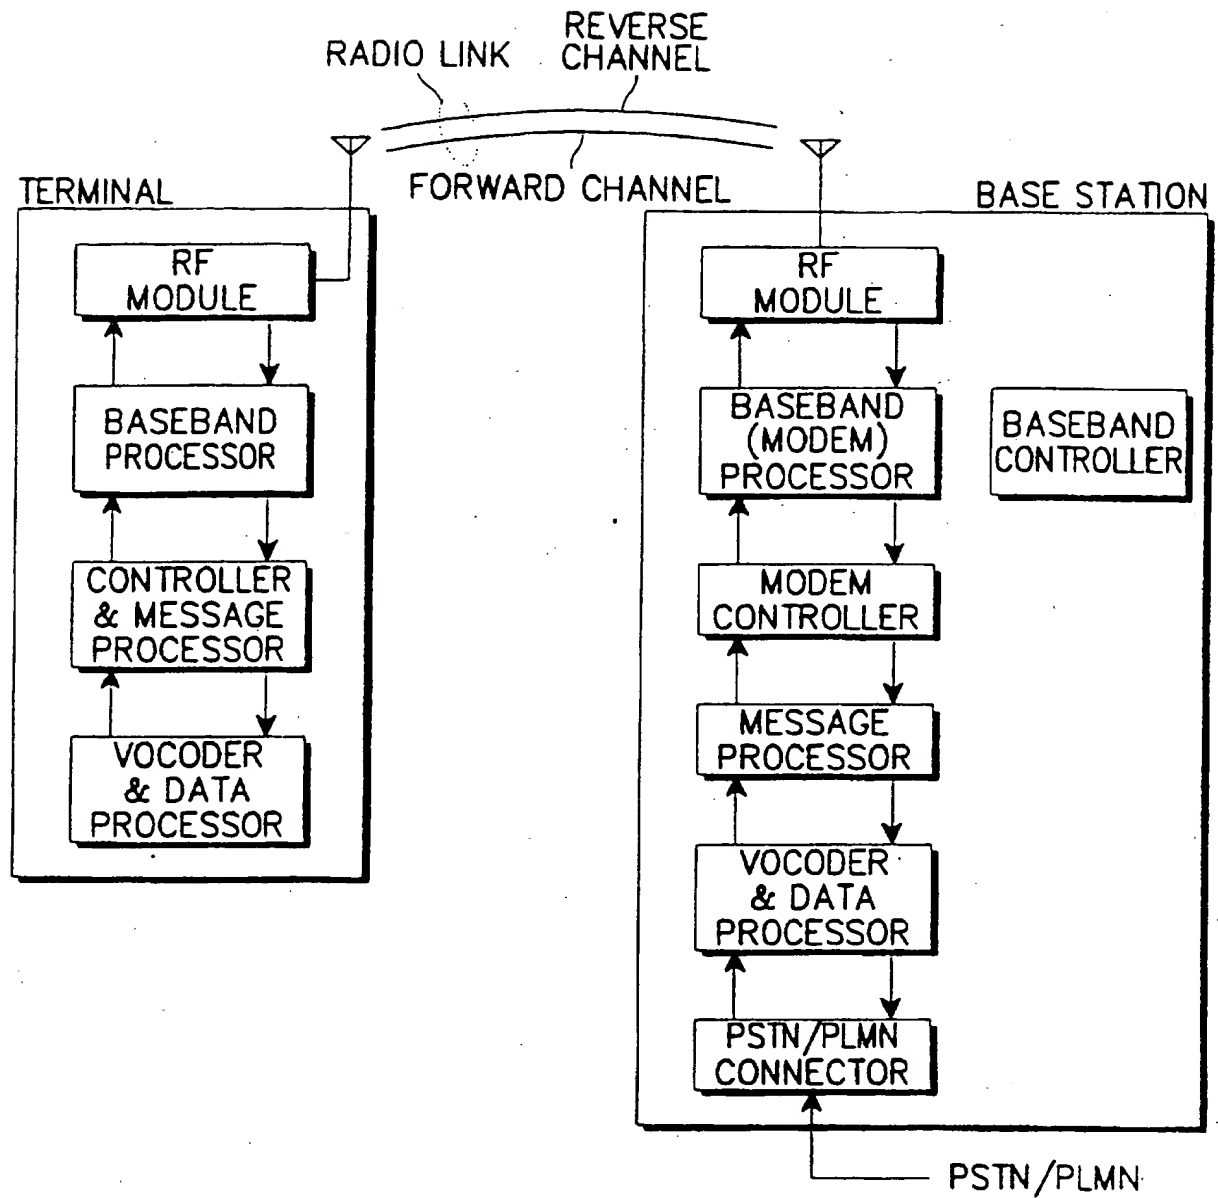 RADIO LINK
REVERSE
CHANNEL
FORWARD CHANNEL
TERMINAL
RF
MODULE
BASEBAND
PROCESSOR
CONTROLLER
& MESSAGE
PROCESSOR
VOCODER
& DATA
PROCESSOR
BASE STATION
RF
MODULE
BASEBAND
(MODEM)
PROCESSOR
BASEBAND
CONTROLLER
MODEM
CONTROLLER
MESSAGE
PROCESSOR
VOCODER
& DATA
PROCESSOR
PSTN/PLMN
CONNECTOR
PSTN/PLMN